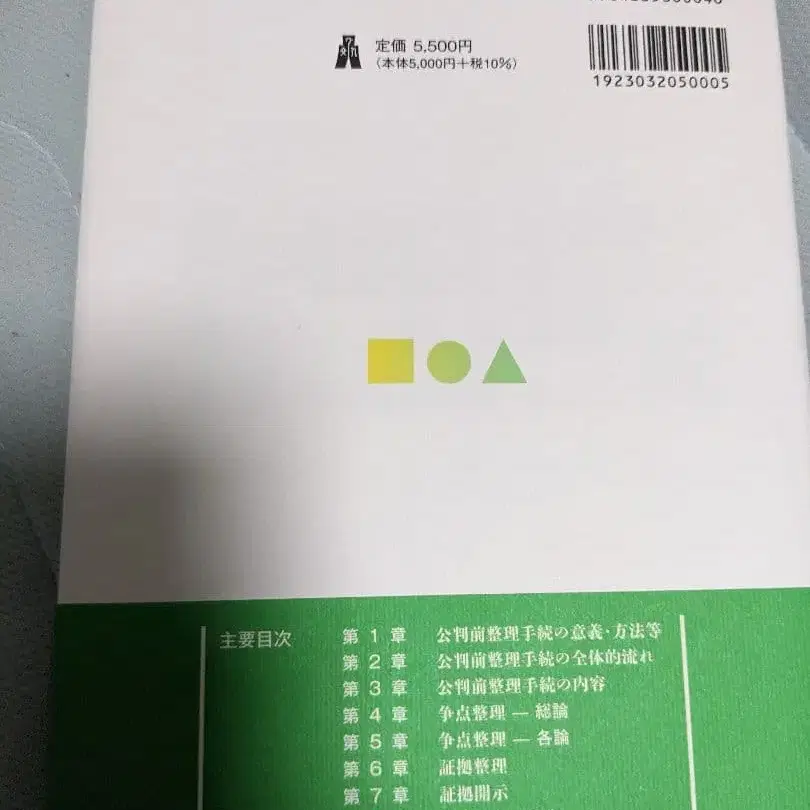 定価 5,500円
(本体5,000円+税10%)
1923032050005
主要目次
第1章 公判前整理手続の意義・方法等
第2章 公判前整理手続の全体的流れ
第3章 公判前整理手続の内容
第4章 争点整理 ― 総論
第5章 争点整理 ― 各論
第6章 証拠整理
第7章 証拠開示